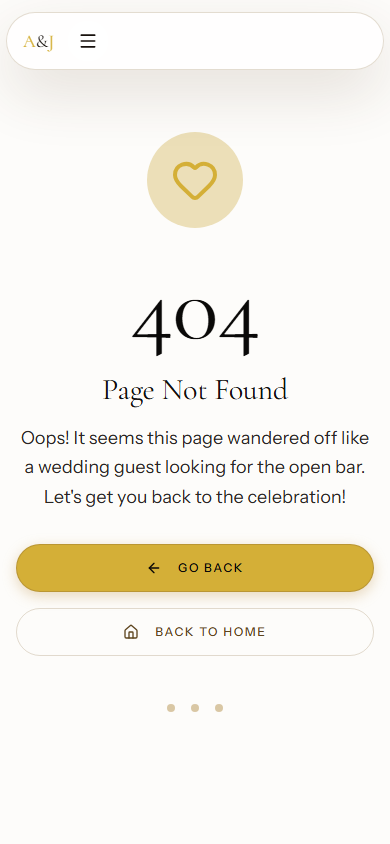 A&J
404
Page Not Found
Oops! It seems this page wandered off like
a wedding guest looking for the open bar.
Let's get you back to the celebration!
GO BACK
BACK TO HOME